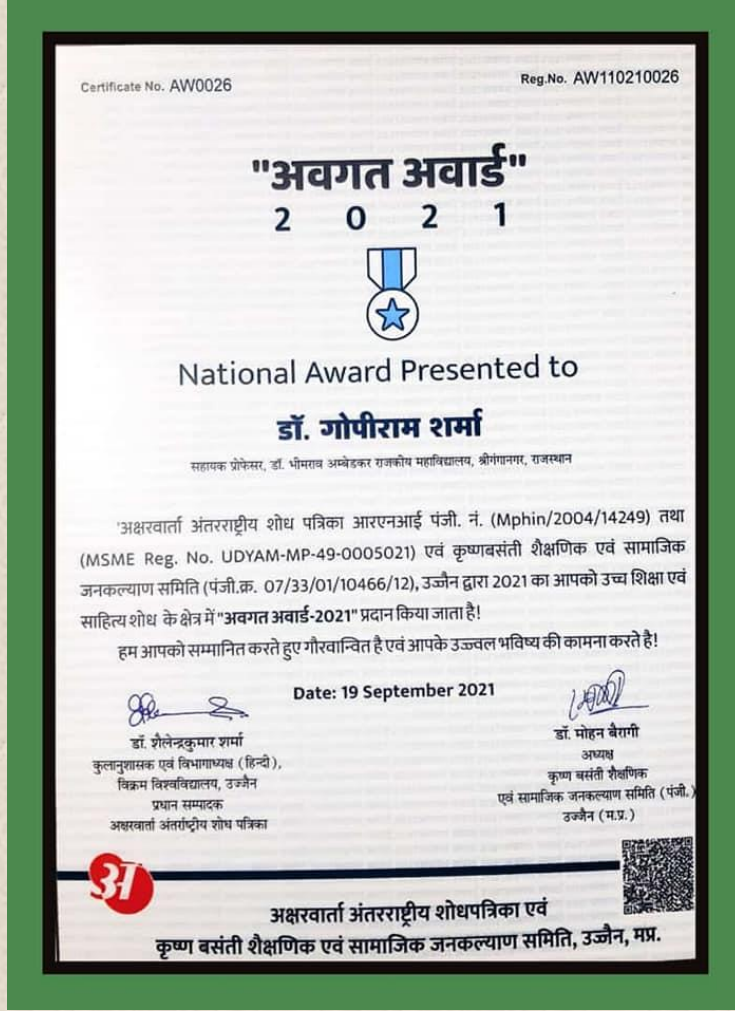 Certificate No. AW0026
Reg.No. AW110210026
"अवगत अवार्ड"
2 0 2 1
National Award Presented to
डॉ. गोपीराम शर्मा
सहायक प्रोफेसर, डॉ. भीमराव अम्बेडकर राजकीय महाविद्यालय, श्रीगंगानगर, राजस्थान
'अक्षरवार्ता अंतरराष्ट्रीय शोध पत्रिका आरएनआई पंजी. नं. (Mphin/2004/14249) तथा
(MSME Reg. No. UDYAM-MP-49-0005021) एवं कृष्णबसंती शैक्षणिक एवं सामाजिक
जनकल्याण समिति (पंजी.क्र. 07/33/01/10466/12), उज्जैन द्वारा 2021 का आपको उच्च शिक्षा एवं
साहित्य शोध के क्षेत्र में "अवगत अवार्ड-2021" प्रदान किया जाता है!
हम आपको सम्मानित करते हुए गौरवान्वित है एवं आपके उज्ज्वल भविष्य की कामना करते है!
Date: 19 September 2021
डॉ. शैलेन्द्रकुमार शर्मा
कुलानुशासक एवं विभागाध्यक्ष (हिन्दी),
विक्रम विश्वविद्यालय, उज्जैन
प्रधान सम्पादक
अक्षरवार्ता अंतर्राष्ट्रीय शोध पत्रिका
डॉ. मोहन बैरागी
अध्यक्ष
कृष्ण बसंती शैक्षणिक
एवं सामाजिक जनकल्याण समिति (पंजी.)
उज्जैन (म.प्र.)
अ
अक्षरवार्ता अंतरराष्ट्रीय शोधपत्रिका एवं
कृष्ण बसंती शैक्षणिक एवं सामाजिक जनकल्याण समिति, उज्जैन, मप्र.